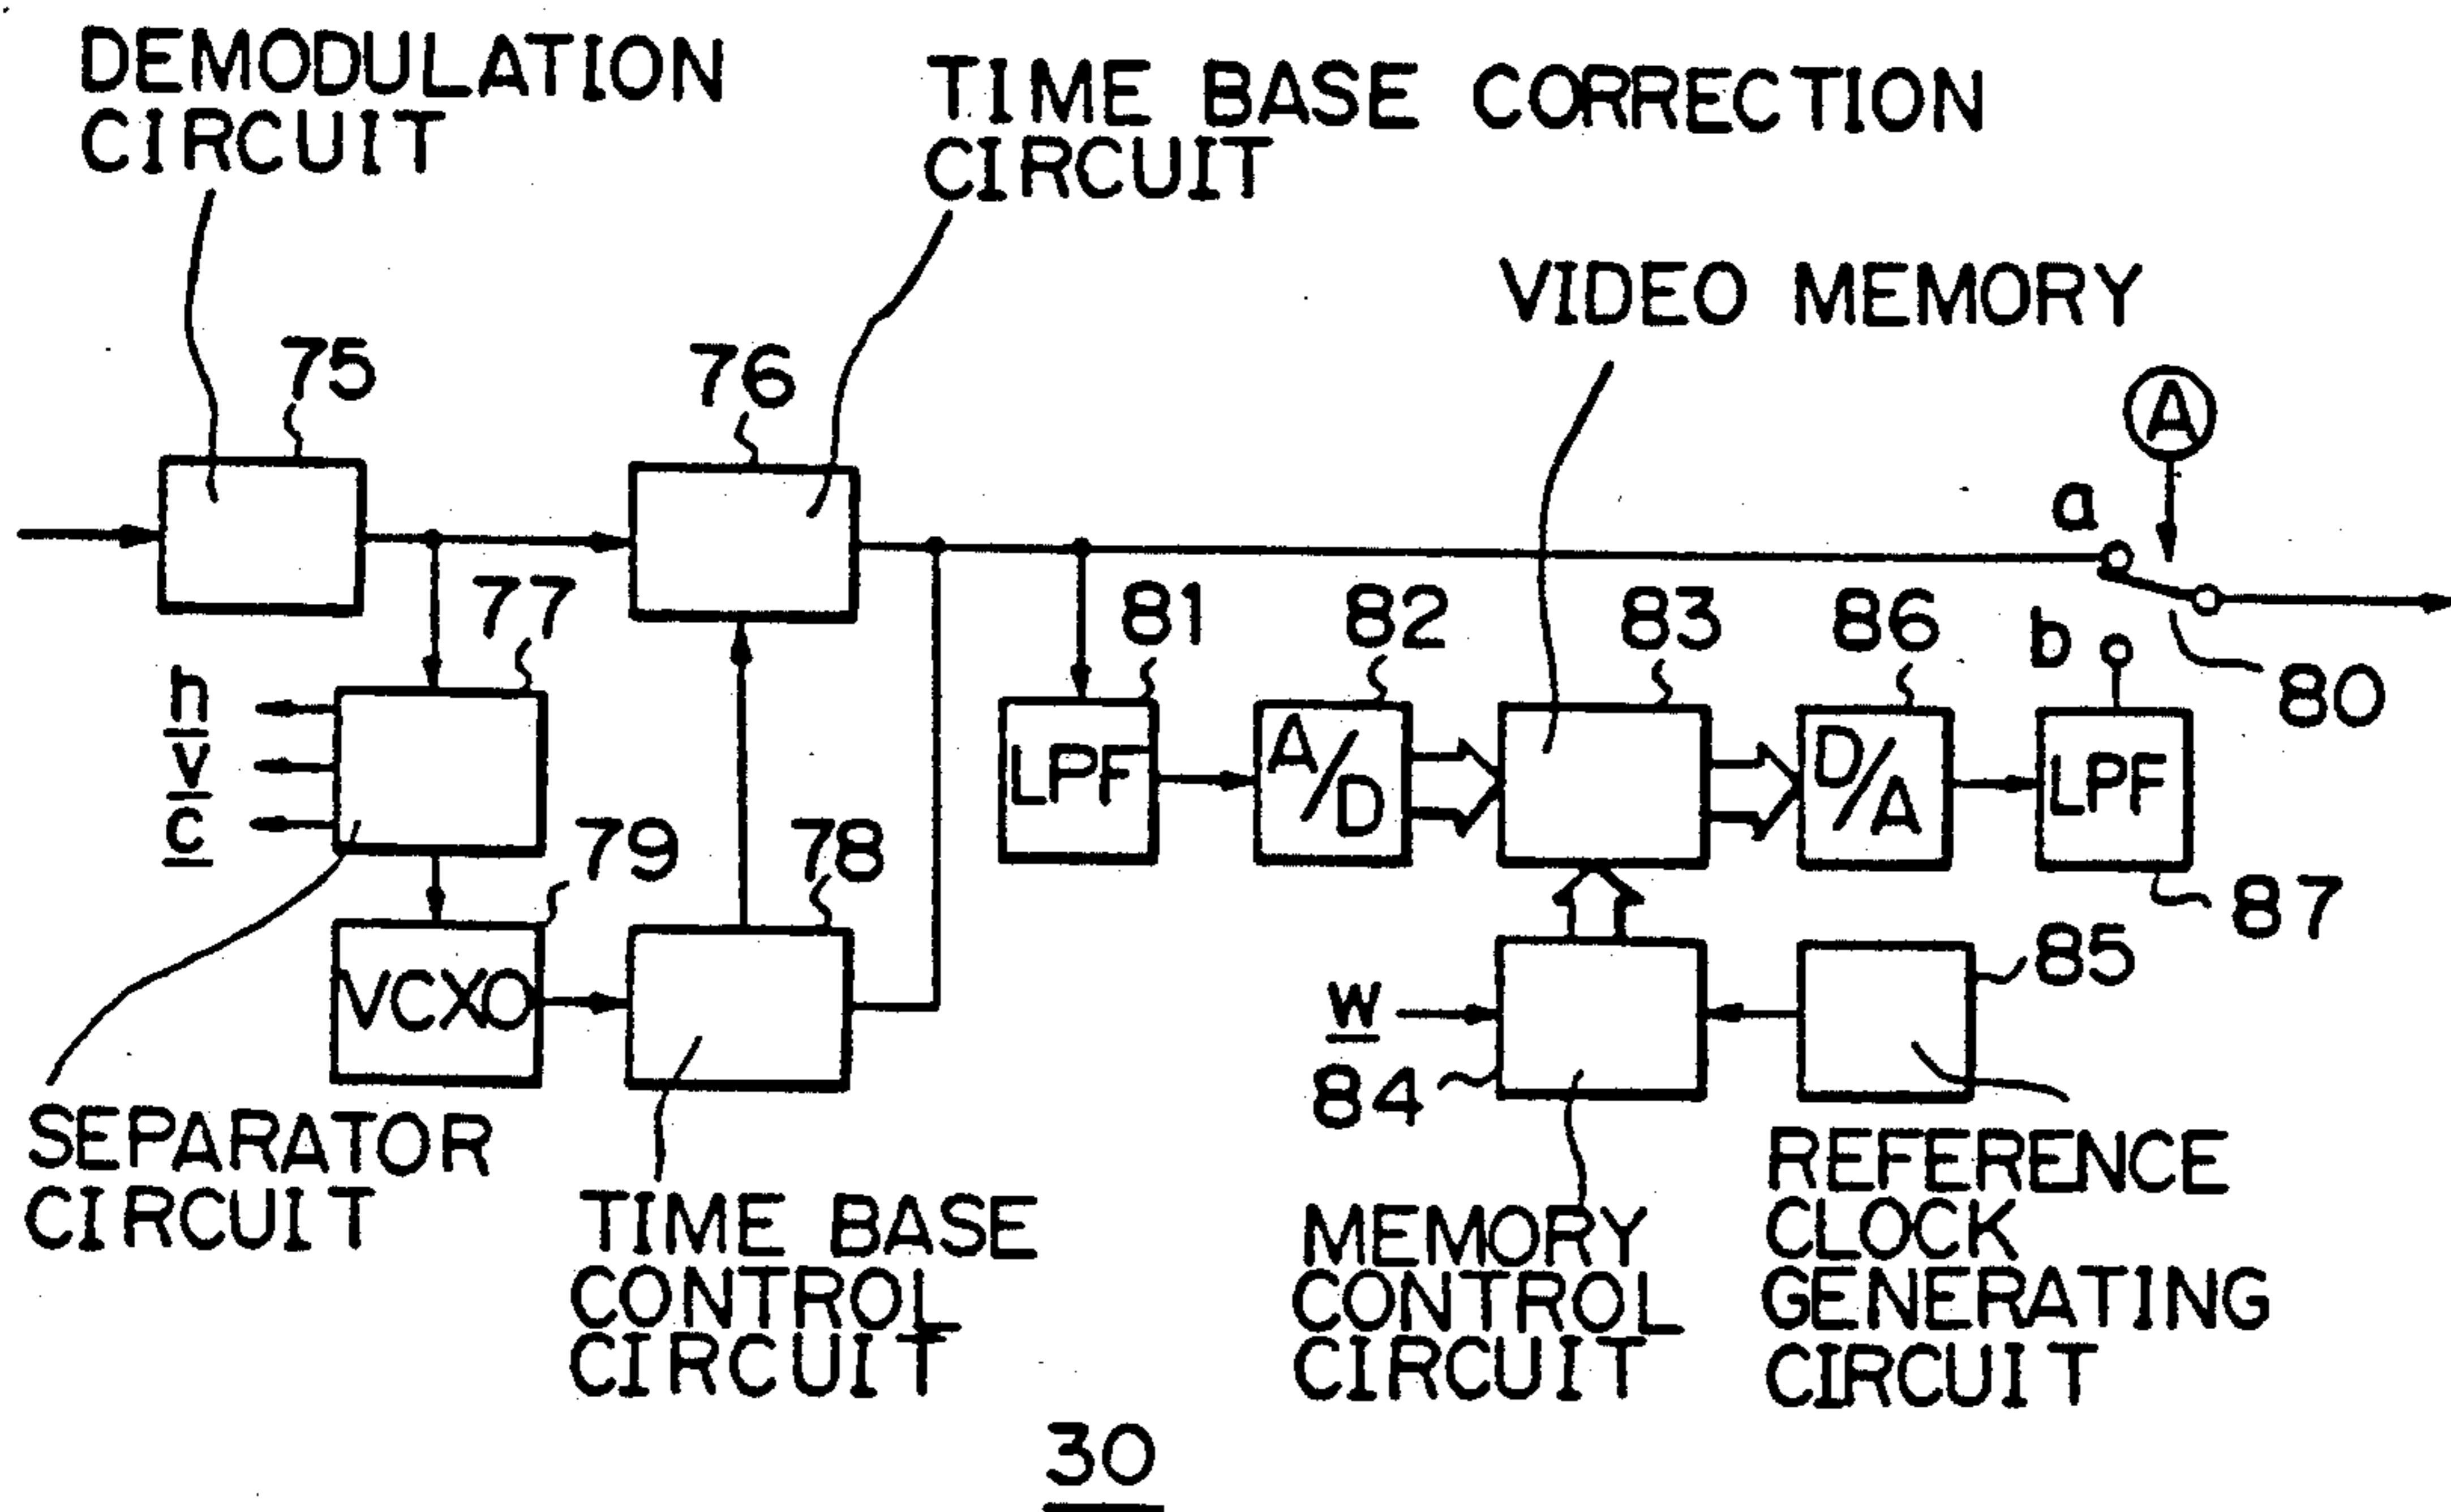 DEMODULATION
CIRCUIT
TIME BASE CORRECTION
CIRCUIT
VIDEO MEMORY
75
76
A
a
77
81
82
83
86
b
80
h
v
c
LPF
A/D
D/A
LPF
79
78
87
VCXO
w
85
84
SEPARATOR
CIRCUIT
TIME BASE
CONTROL
CIRCUIT
MEMORY
CONTROL
CIRCUIT
REFERENCE
CLOCK
GENERATING
CIRCUIT
30